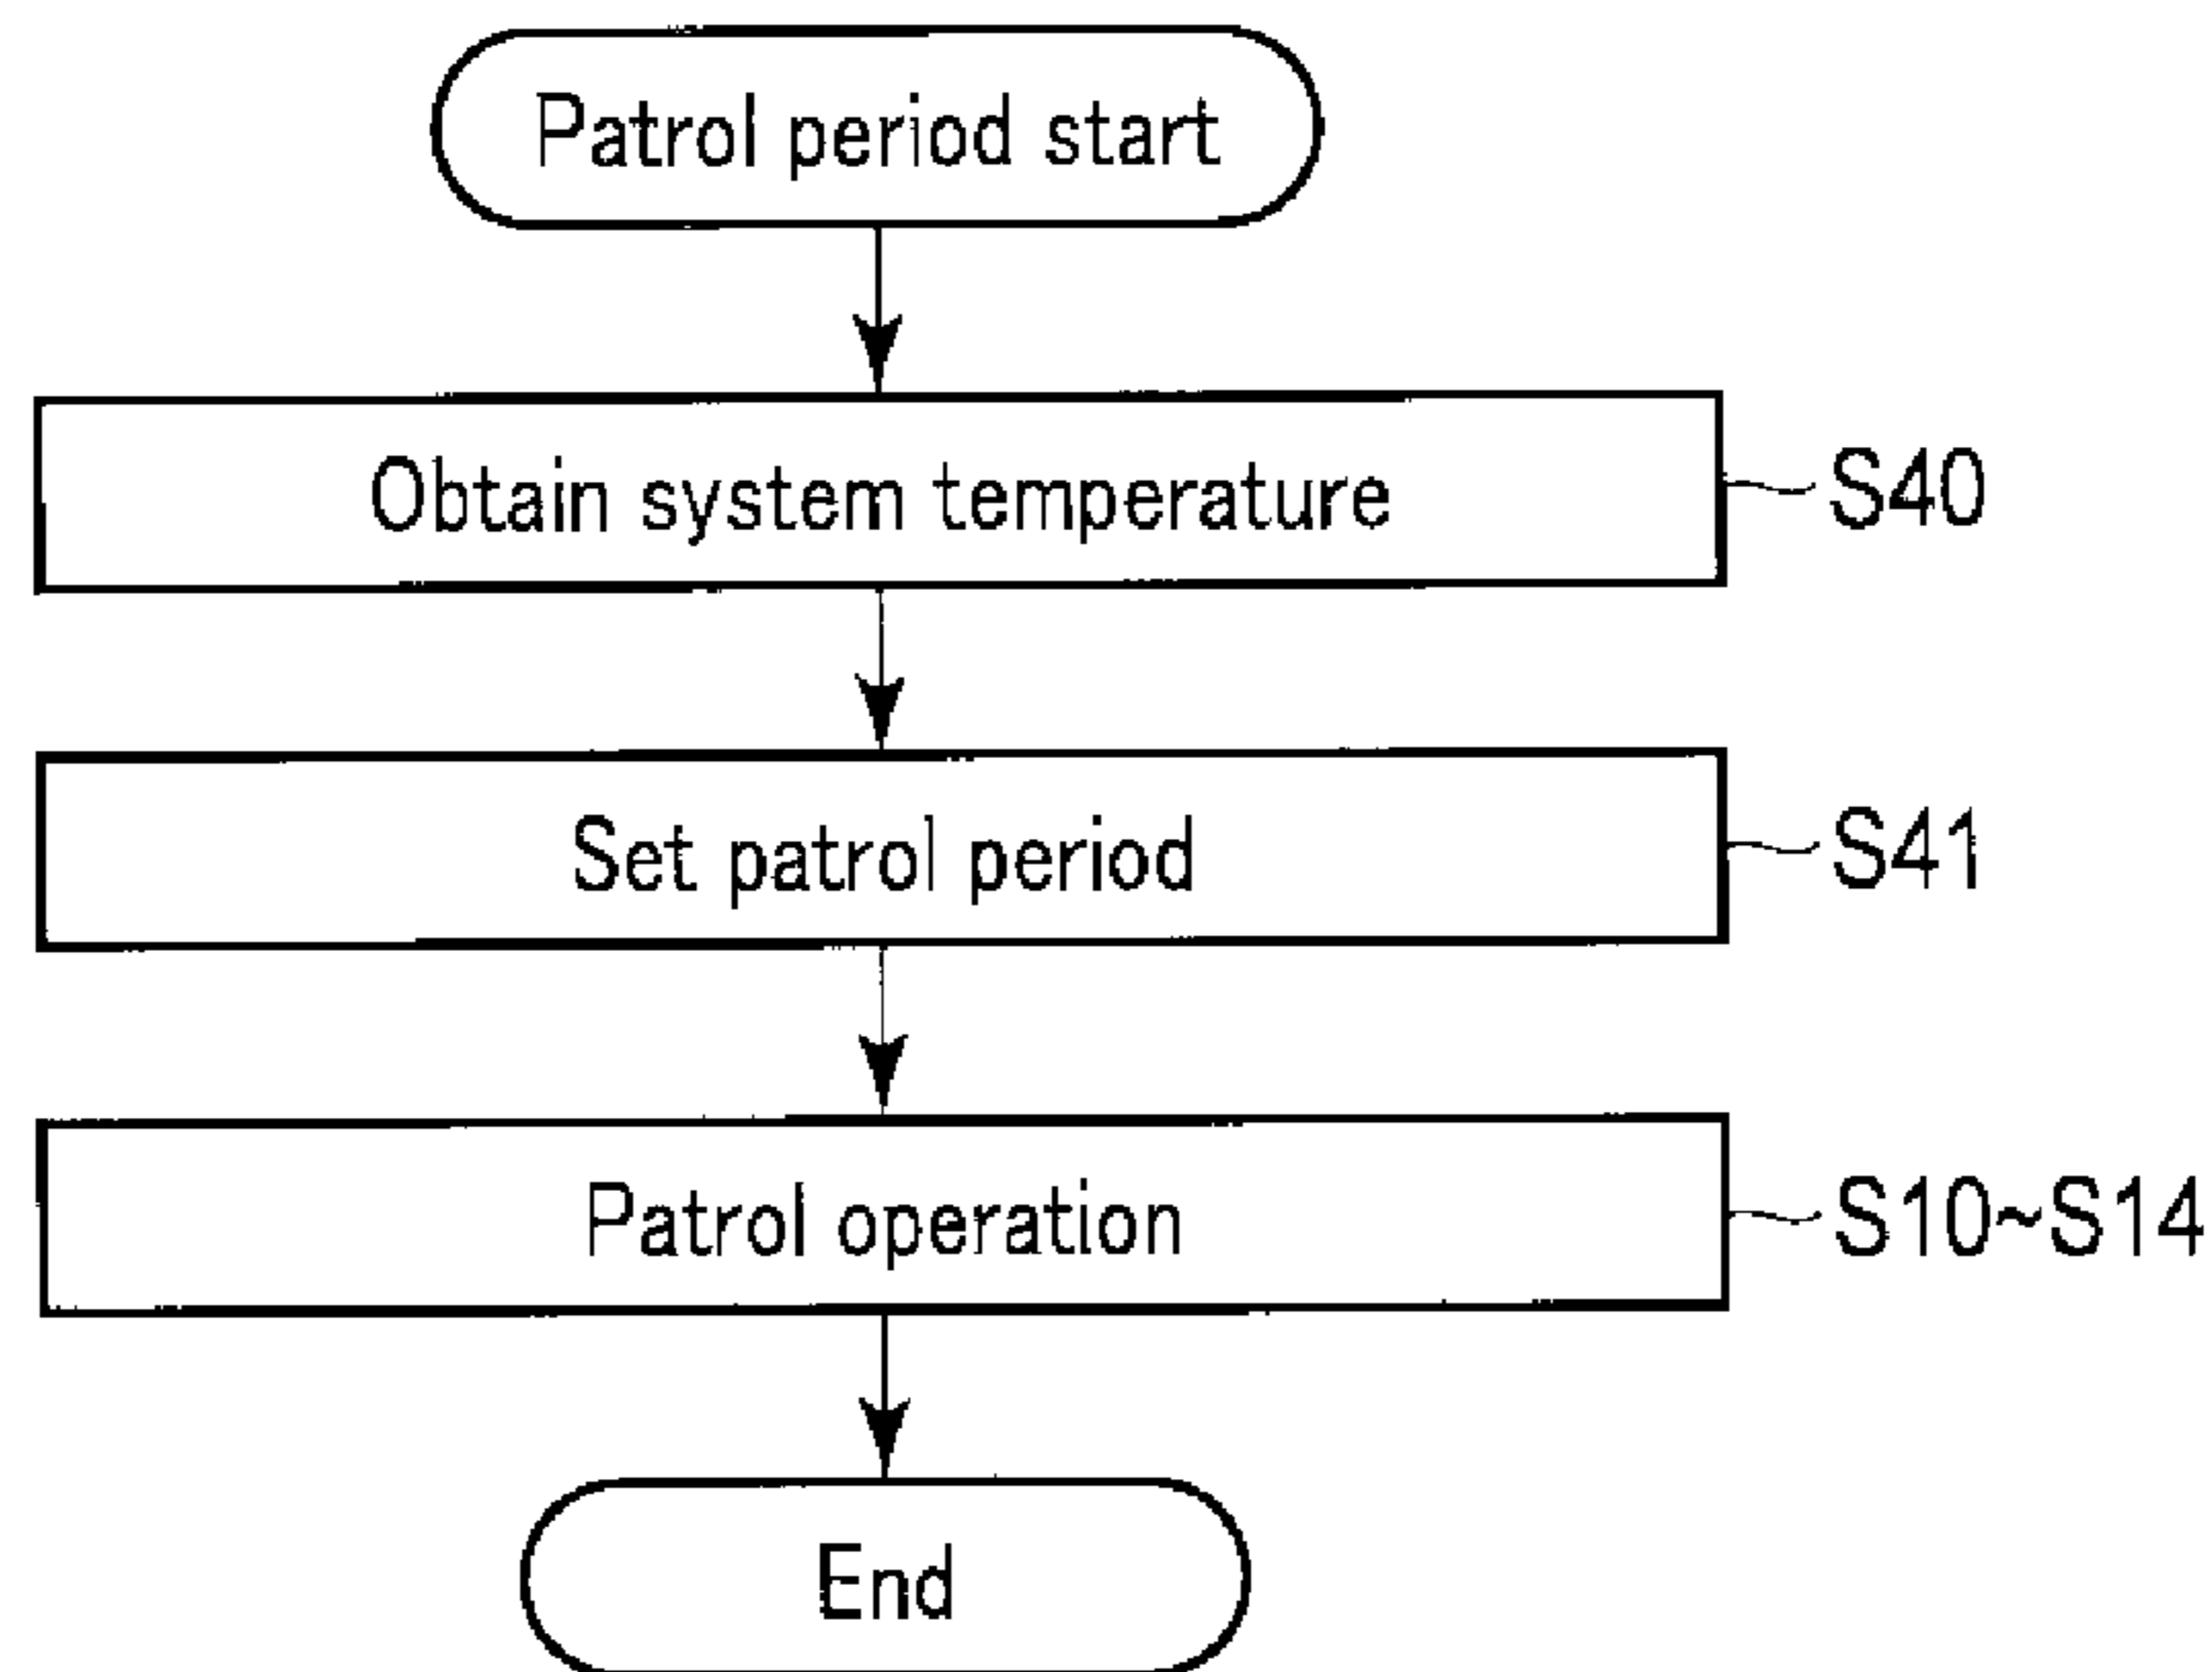 Patrol period start
Obtain system temperature
S40
Set patrol period
S41
Patrol operation
S10~S14
End